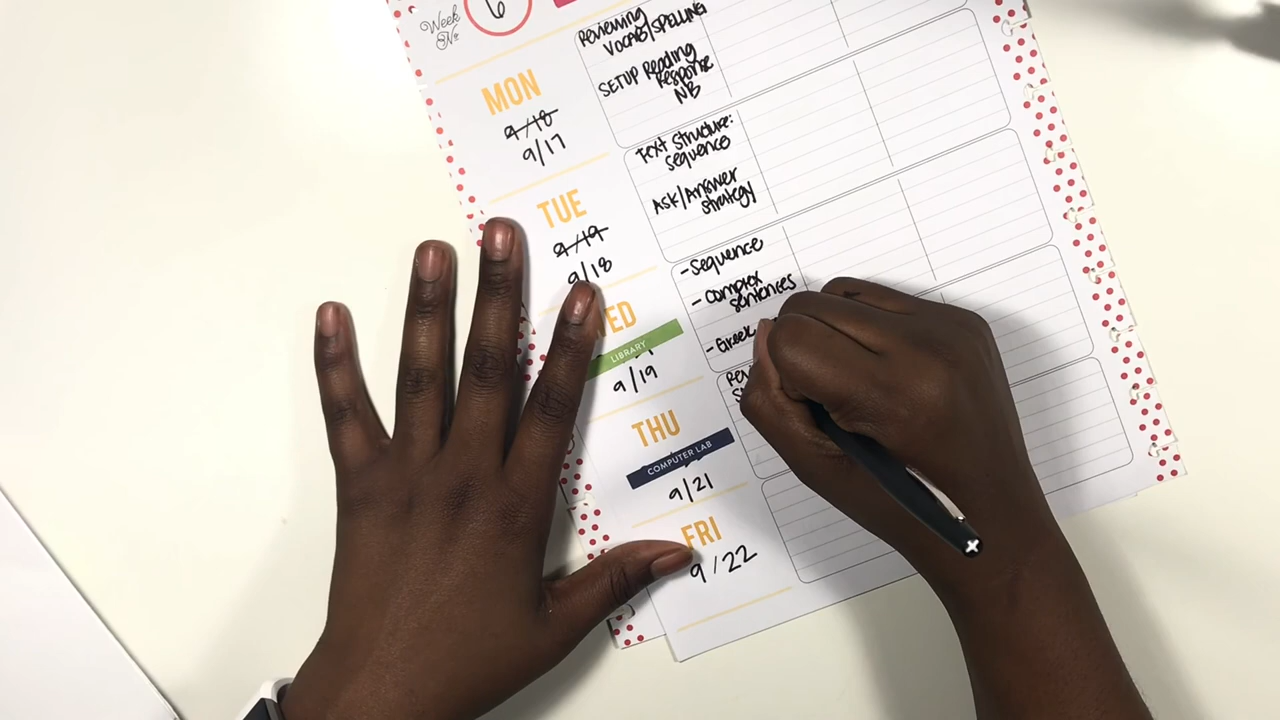 Week
Nº
6
Reviewing
VOCAB/SPELLING
SETUP Reading
Response
NB
MON
9/18
9/17
Text Structure:
sequence
Ask/Answer
strategy
TUE
9/19
9/18
-Sequence
-Complex
sentences
-Greek
LIBRARY
9/19
THU
COMPUTER LAB
9/21
FRI
9/22